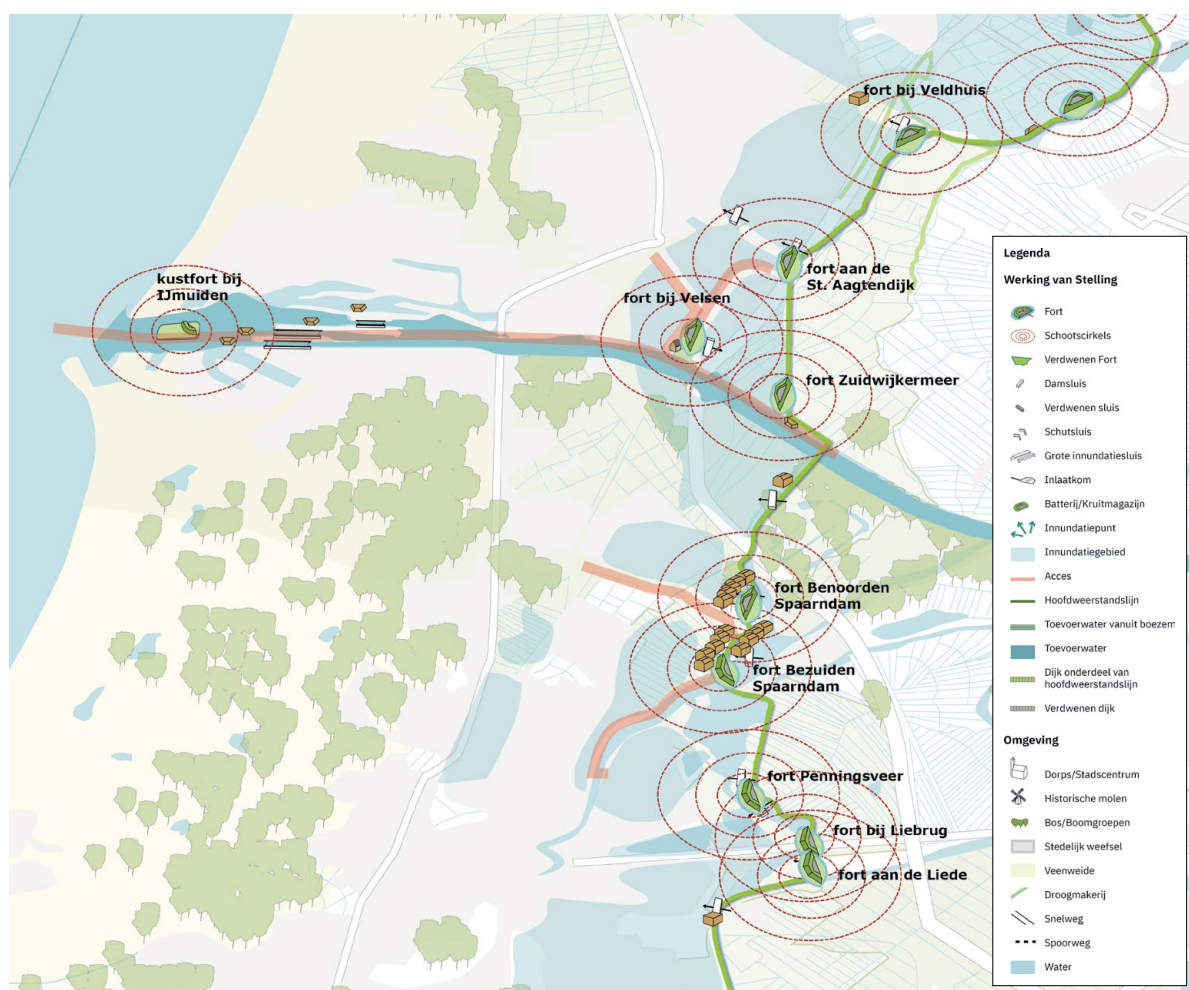 fort bij Veldhuis
kustfort bij
IJmuiden
fort bij Velsen
fort aan de
St. Aagtendijk
fort Zuidwijkermeer
fort Benoorden
Spaarndam
fort Bezuiden
Spaarndam
fort Penningsveer
fort bij Liebrug
fort aan de Liede
Legenda
Werking van Stelling
Fort
Schootscirkels
Verdwenen Fort
Damsluis
Verdwenen sluis
Schutsluis
Grote innundatiesluis
Inlaatkom
Batterij/Kruitmagazijn
Innundatiepunt
Innundatiegebied
Acces
Hoofdweerstandslijn
Toevoerwater vanuit boezem
Toevoerwater
Dijk onderdeel van
hoofdweerstandslijn
Verdwenen dijk
Omgeving
Dorps/Stadscentrum
Historische molen
Bos/Boomgroepen
Stedelijk weefsel
Veenweide
Droogmakerij
Snelweg
Spoorweg
Water